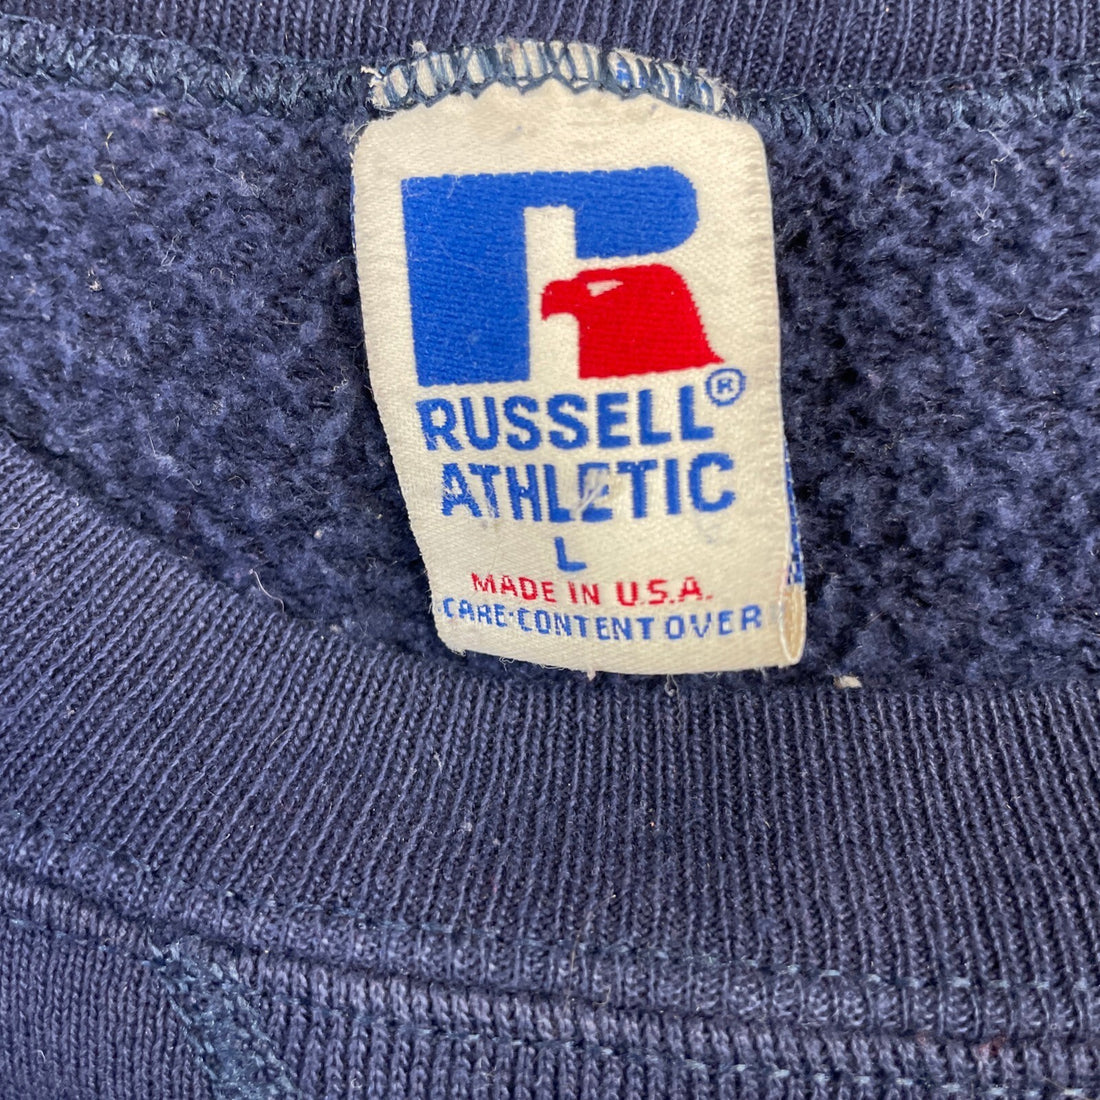 RUSSELL®
ATHLETIC
L
MADE IN U.S.A.
CARE·CONTENT OVER